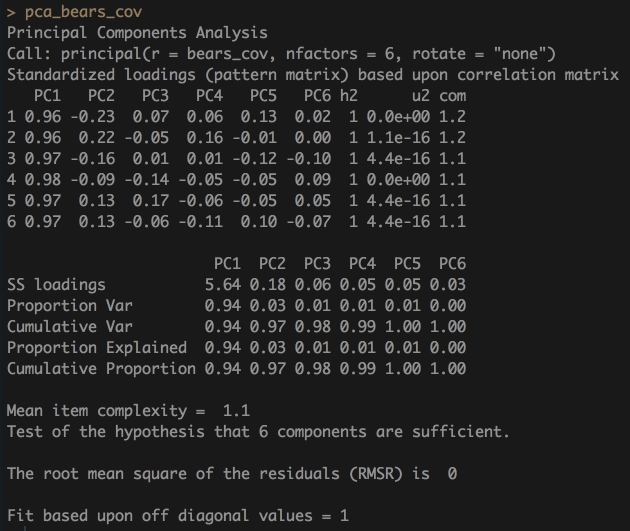 > pca_bears_cov
Principal Components Analysis
Call: principal(r = bears_cov, nfactors = 6, rotate = "none")
Standardized loadings (pattern matrix) based upon correlation matrix
   PC1   PC2   PC3   PC4   PC5   PC6 h2      u2 com
1 0.96 -0.23  0.07  0.06  0.13  0.02  1 0.0e+00 1.2
2 0.96  0.22 -0.05  0.16 -0.01  0.00  1 1.1e-16 1.2
3 0.97 -0.16  0.01  0.01 -0.12 -0.10  1 4.4e-16 1.1
4 0.98 -0.09 -0.14 -0.05 -0.05  0.09  1 0.0e+00 1.1
5 0.97  0.13  0.17 -0.06 -0.05  0.05  1 4.4e-16 1.1
6 0.97  0.13 -0.06 -0.11  0.10 -0.07  1 4.4e-16 1.1
                       PC1  PC2  PC3  PC4  PC5  PC6
SS loadings           5.64 0.18 0.06 0.05 0.05 0.03
Proportion Var        0.94 0.03 0.01 0.01 0.01 0.00
Cumulative Var        0.94 0.97 0.98 0.99 1.00 1.00
Proportion Explained  0.94 0.03 0.01 0.01 0.01 0.00
Cumulative Proportion 0.94 0.97 0.98 0.99 1.00 1.00
Mean item complexity =  1.1
Test of the hypothesis that 6 components are sufficient.
The root mean square of the residuals (RMSR) is  0
Fit based upon off diagonal values = 1